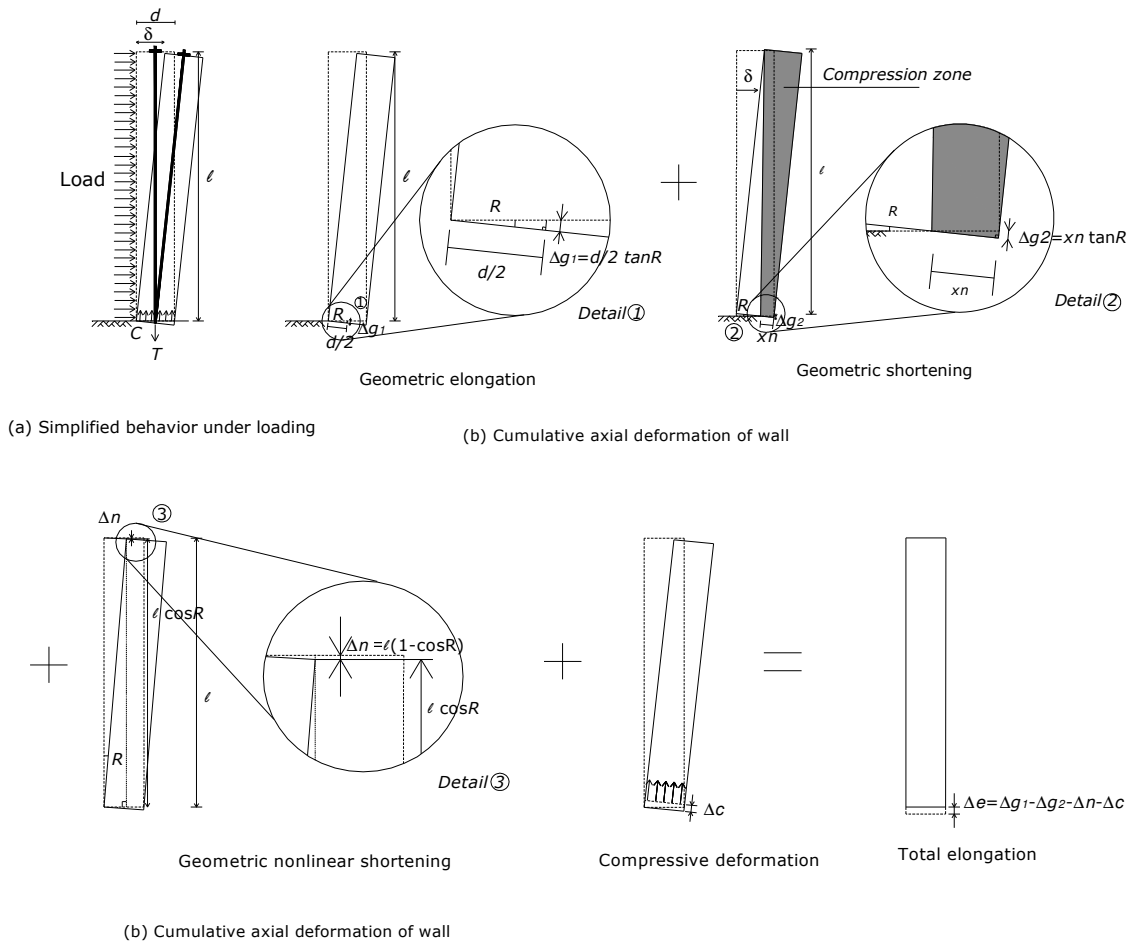 d
δ
Load
ℓ
C
T
ℓ
R
Δg1=d/2 tanR
d/2
Detail①
①
R
Δg1
d/2
Geometric elongation
+
δ
Compression zone
ℓ
R
Δg2=xn tanR
xn
Detail②
R
②
Δg2
xn
Geometric shortening
(a) Simplified behavior under loading
(b) Cumulative axial deformation of wall
+
Δn
③
ℓ cosR
ℓ
R
Δn =ℓ(1-cosR)
ℓ cosR
Detail③
Geometric nonlinear shortening
+
Δc
Compressive deformation
=
Δe=Δg1-Δg2-Δn-Δc
Total elongation
(b) Cumulative axial deformation of wall